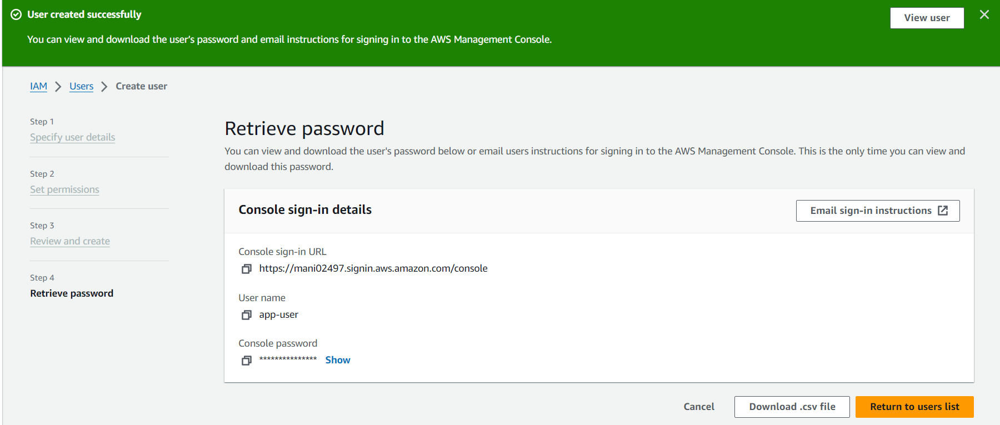 User created successfully
View user
You can view and download the user's password and email instructions for signing in to the AWS Management Console.
IAM
Users
Create user
Step 1
Specify user details
Step 2
Set permissions
Step 3
Review and create
Step 4
Retrieve password
Retrieve password
You can view and download the user's password below or email users instructions for signing in to the AWS Management Console. This is the only time you can view and
download this password.
Console sign-in details
Email sign-in instructions
Console sign-in URL
https://mani02497.signin.aws.amazon.com/console
User name
app-user
Console password
*************** Show
Cancel
Download .csv file
Return to users list